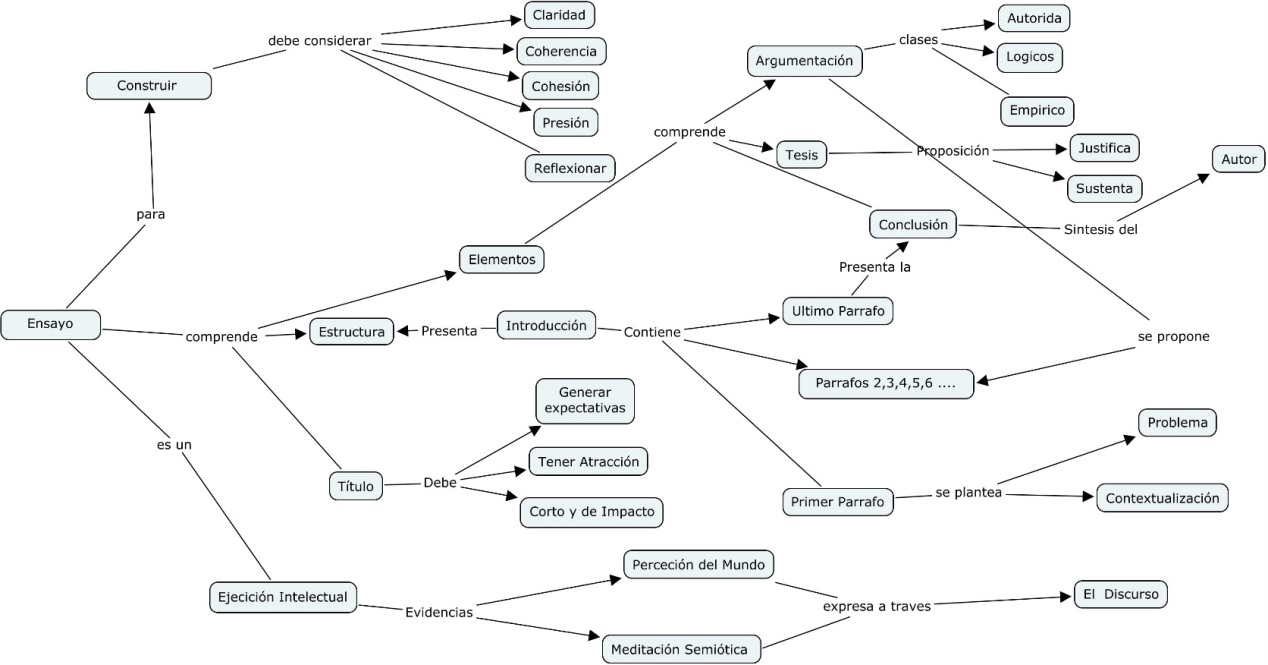 Claridad
debe considerar
Coherencia
Construir
Cohesión
Presión
Reflexionar
Argumentación
clases
Autorida
Logicos
Empirico
comprende
Tesis
Proposición
Justifica
Sustenta
Autor
Conclusión
Sintesis del
para
Elementos
Presenta la
Ultimo Parrafo
Ensayo
comprende
Estructura
Presenta
Introducción
Contiene
se propone
Parrafos 2,3,4,5,6 ....
Generar
expectativas
Tener Atracción
Corto y de Impacto
Título
Debe
es un
Problema
Primer Parrafo
se plantea
Contextualización
Ejecición Intelectual
Evidencias
Perceción del Mundo
Meditación Semiótica
expresa a traves
El Discurso